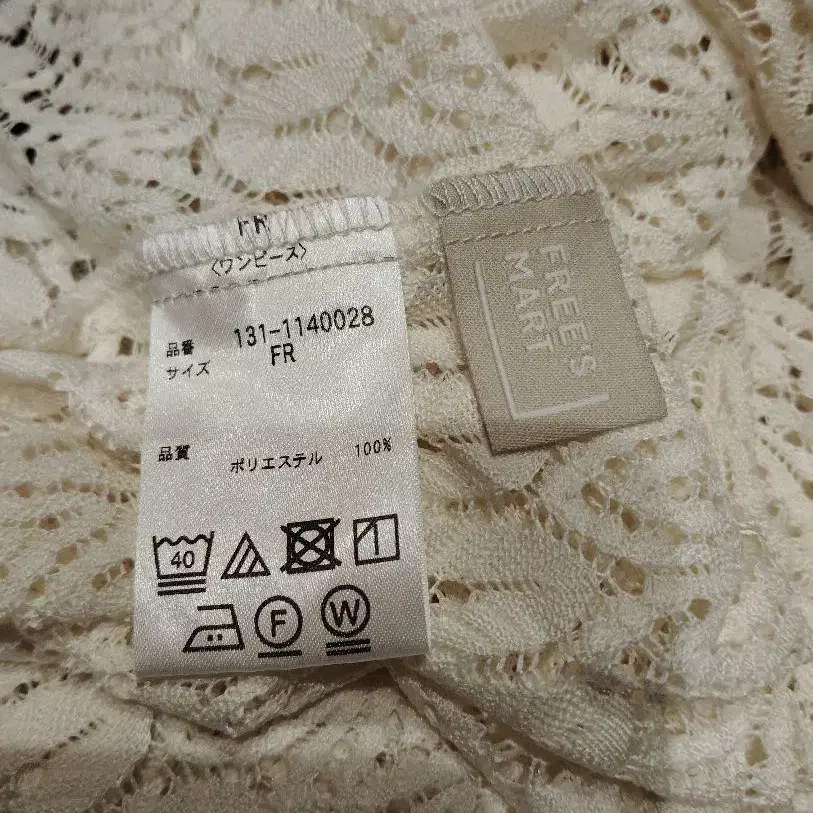 FR
〈ワンピース〉
品番 131-1140028
サイズ FR
品質 ポリエステル 100%
40
F
W
FREE'S
MART